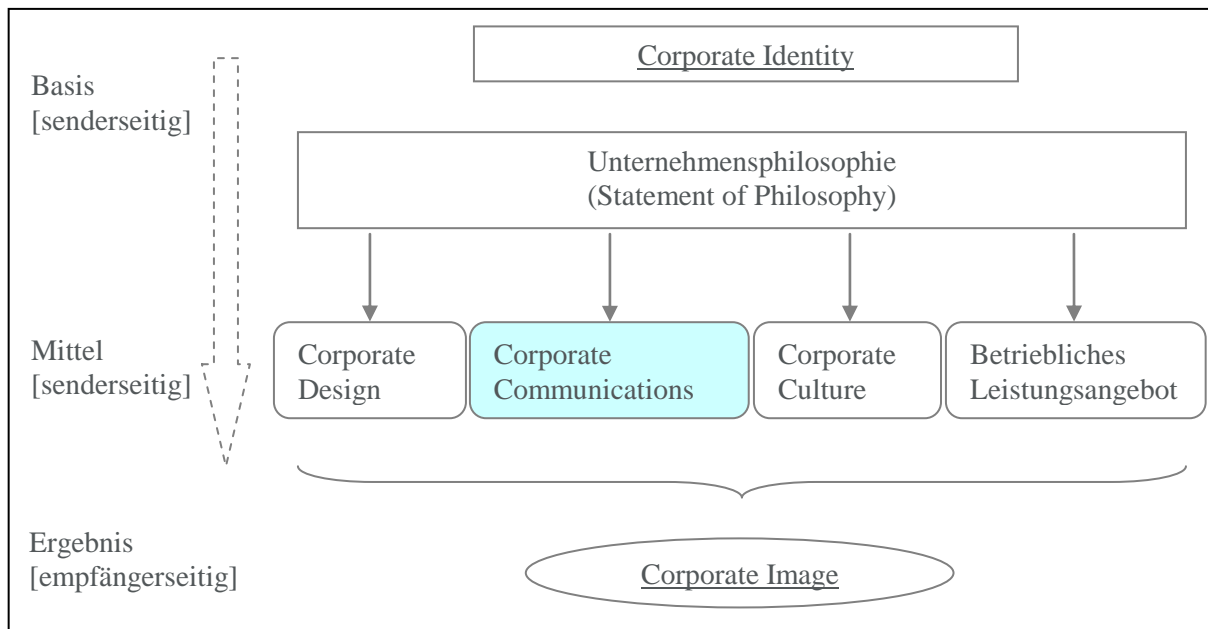 Corporate Identity
Basis
[senderseitig]
Unternehmensphilosophie
(Statement of Philosophy)
Mittel
[senderseitig]
Corporate
Design
Corporate
Communications
Corporate
Culture
Betriebliches
Leistungsangebot
Ergebnis
[empfängerseitig]
Corporate Image